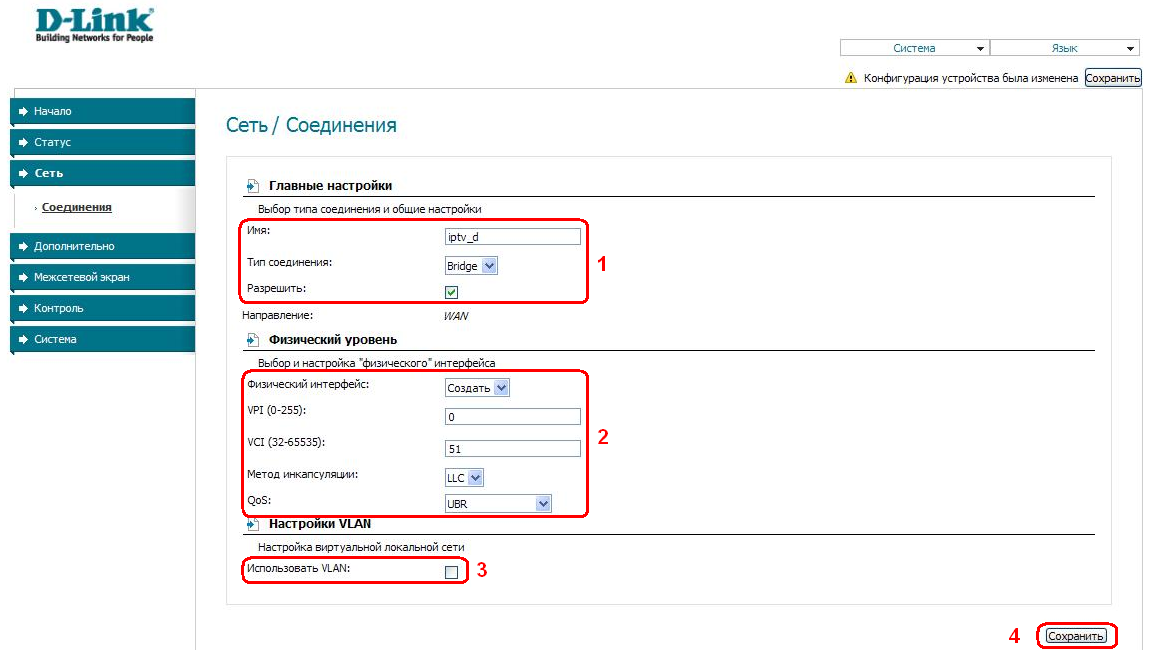 D-Link
Building Networks for People
Система Язык
Конфигурация устройства была изменена Сохранить
Начало
Статус
Сеть
Соединения
Дополнительно
Межсетевой экран
Контроль
Система
Сеть / Соединения
Главные настройки
Выбор типа соединения и общие настройки
Имя: iptv_d
Тип соединения: Bridge
1
Разрешить:
Направление: WAN
Физический уровень
Выбор и настройка "физического" интерфейса
Физический интерфейс: Создать
VPI (0-255): 0
2
VCI (32-65535): 51
Метод инкапсуляции: LLC
QoS: UBR
Настройки VLAN
Настройка виртуальной локальной сети
Использовать VLAN: 3
4 Сохранить